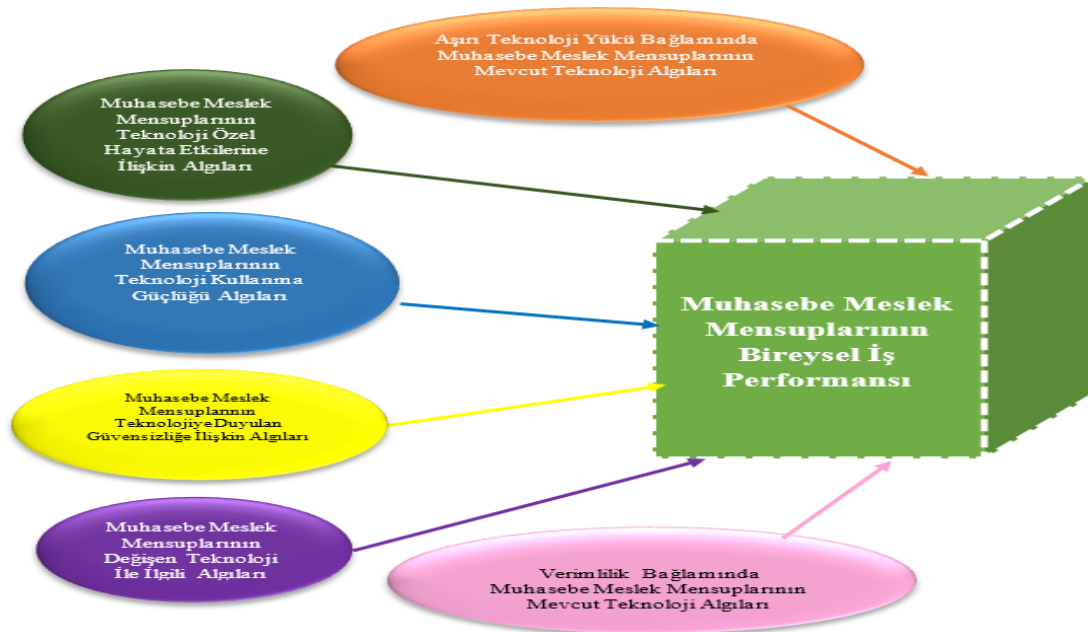 Aşırı Teknoloji Yükü Bağlamında
Muhasebe Meslek Mensuplarının
Mevcut Teknoloji Algıları
Muhasebe Meslek
Mensuplarının
Teknoloji Özel
Hayata Etkilerine
İlişkin Algıları
Muhasebe Meslek
Mensuplarının
Teknoloji Kullanma
Güçlüğü Algıları
Muhasebe Meslek
Mensuplarının
Bireysel İş
Performansı
Muhasebe Meslek
Mensuplarının
Teknolojiye Duyulan
Güvensizliğe İlişkin Algıları
Muhasebe Meslek
Mensuplarının
Değişen Teknoloji
İle İlgili Algıları
Verimlilik Bağlamında
Muhasebe Meslek Mensuplarının
Mevcut Teknoloji Algıları